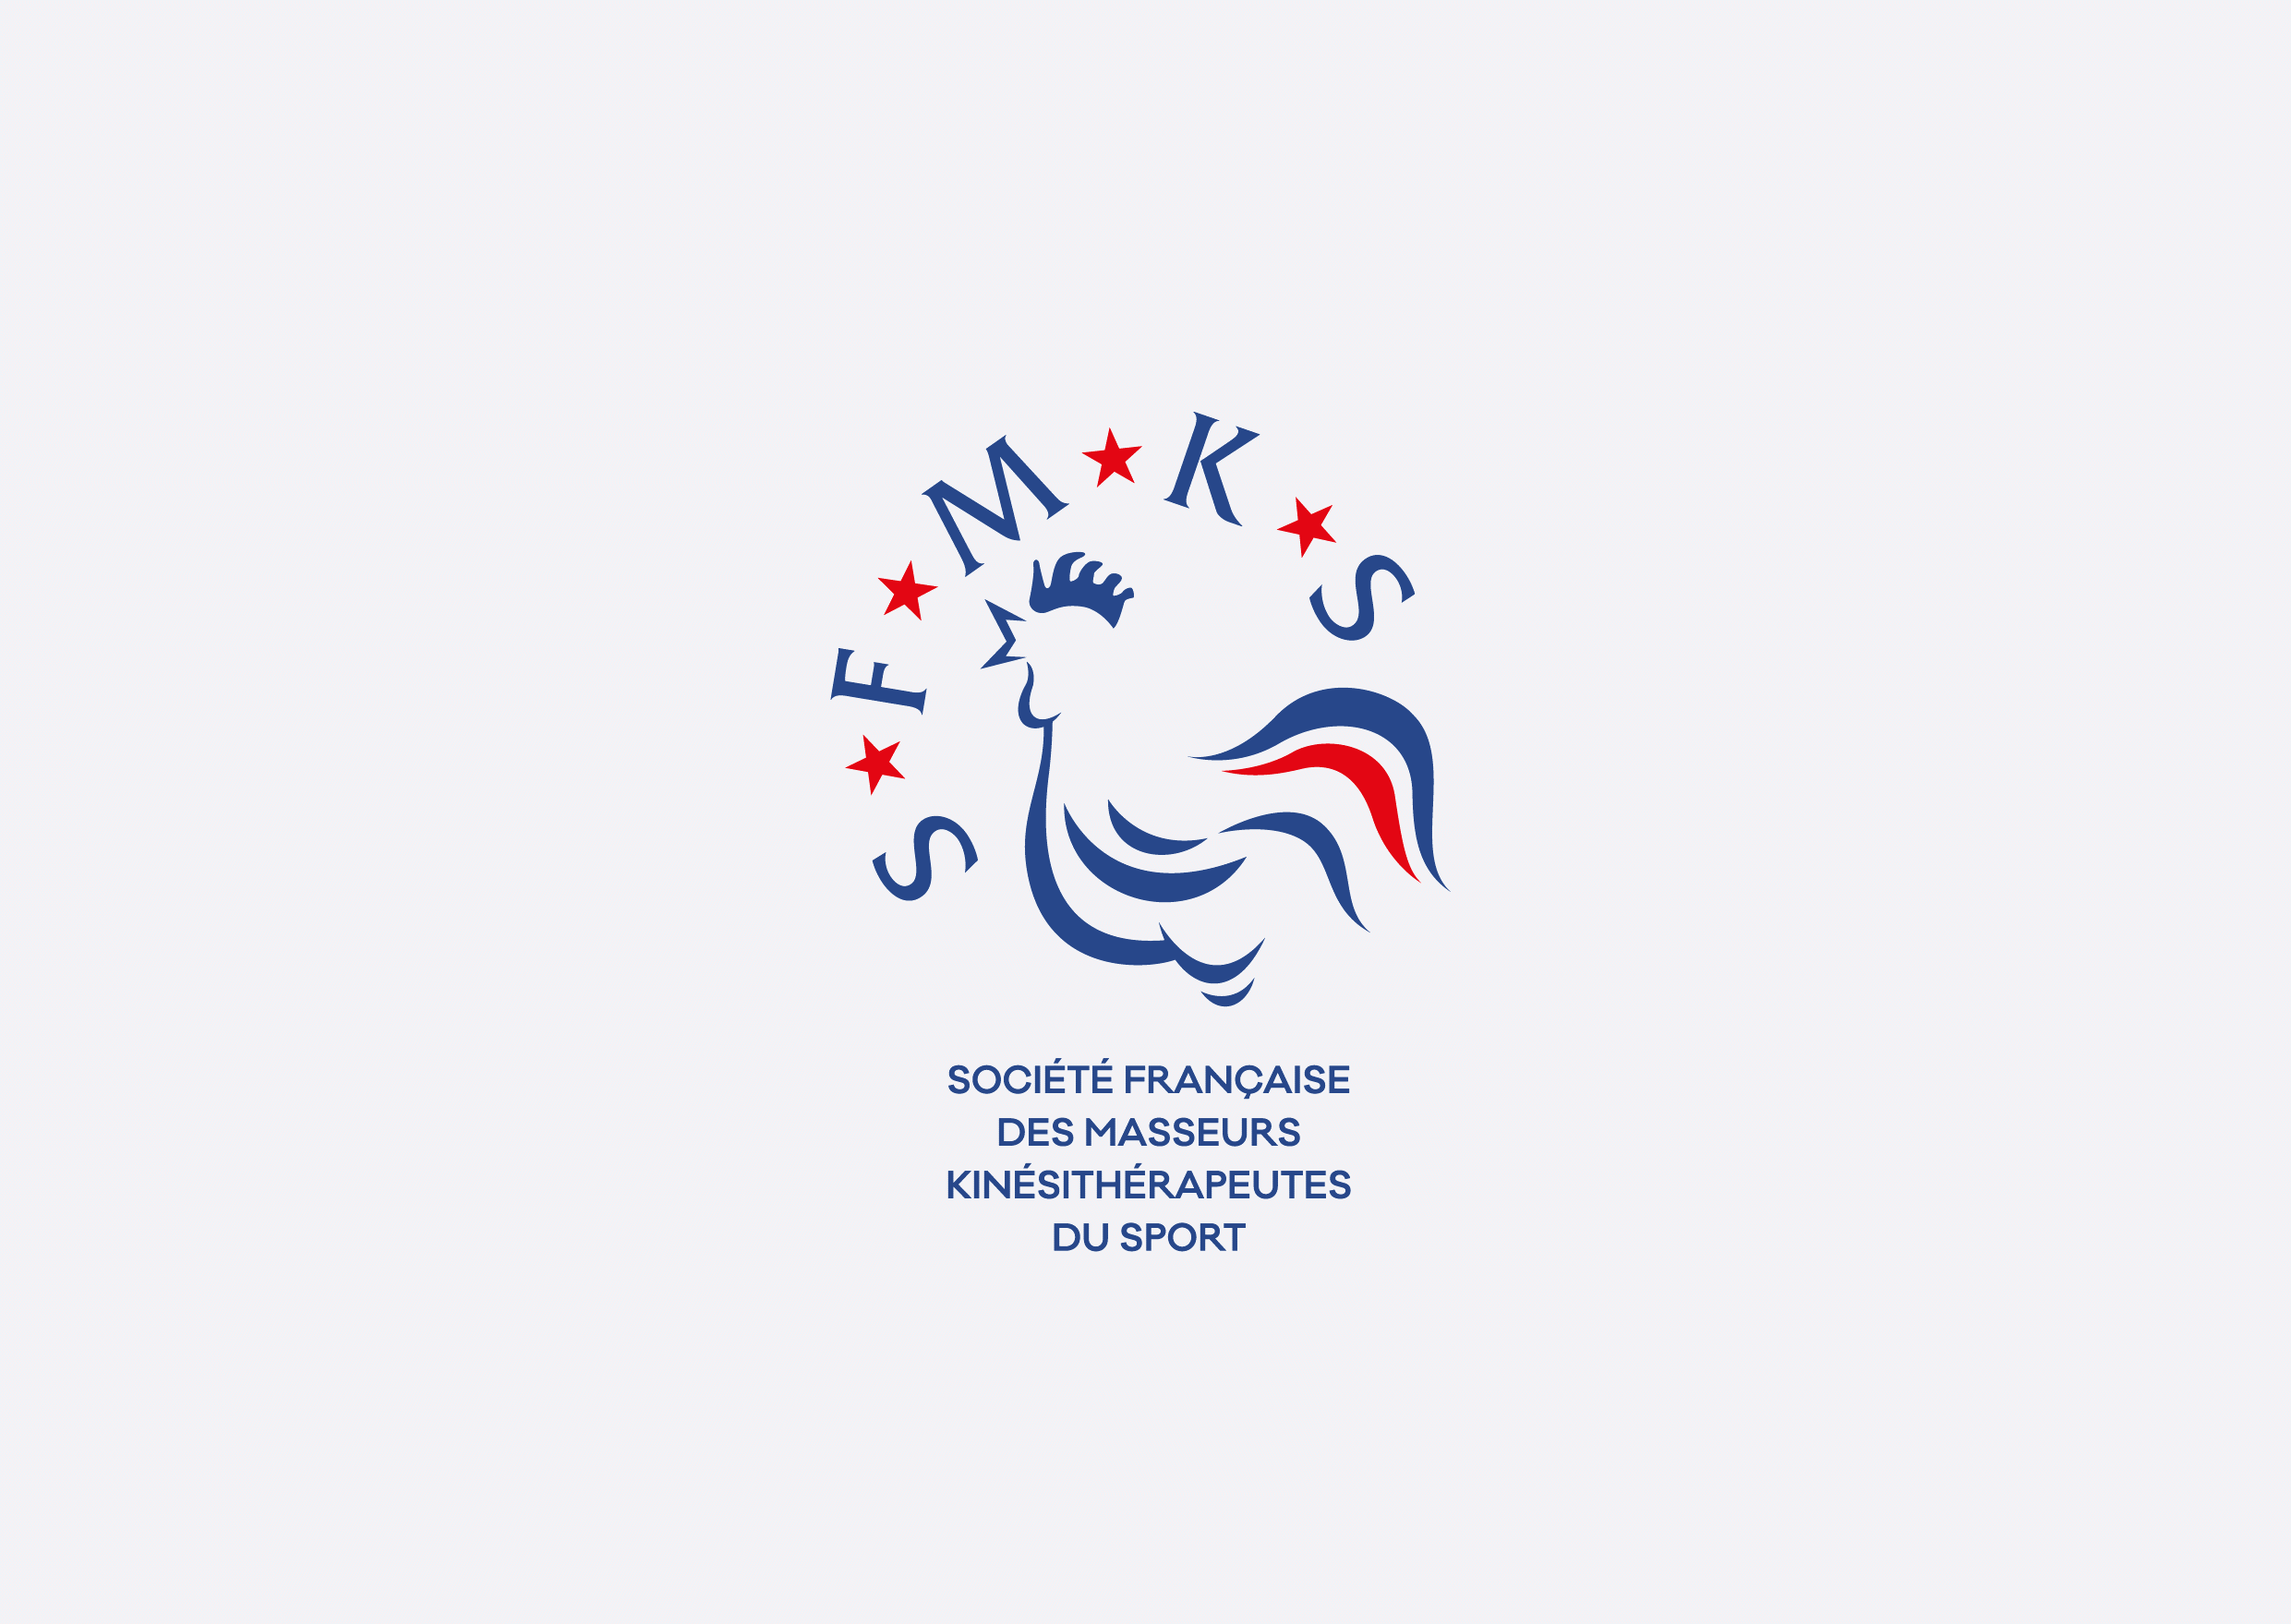 S★F★M★K★S
SOCIÉTÉ FRANÇAISE
DES MASSEURS
KINÉSITHÉRAPEUTES
DU SPORT